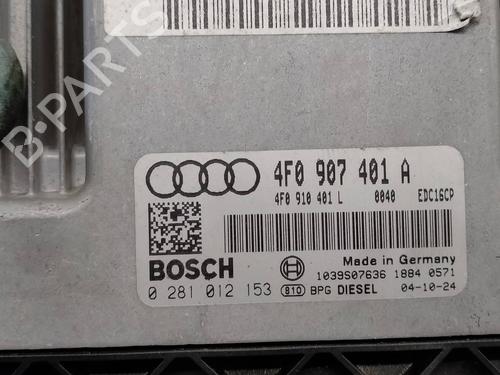 B-PARTS
4F0 907 401 A
4F0 910 401 L 0040 EDC16CP
BOSCH
Made in Germany
1039S07636 1884 0571
0 281 012 153 810 BPG DIESEL 04-10-24